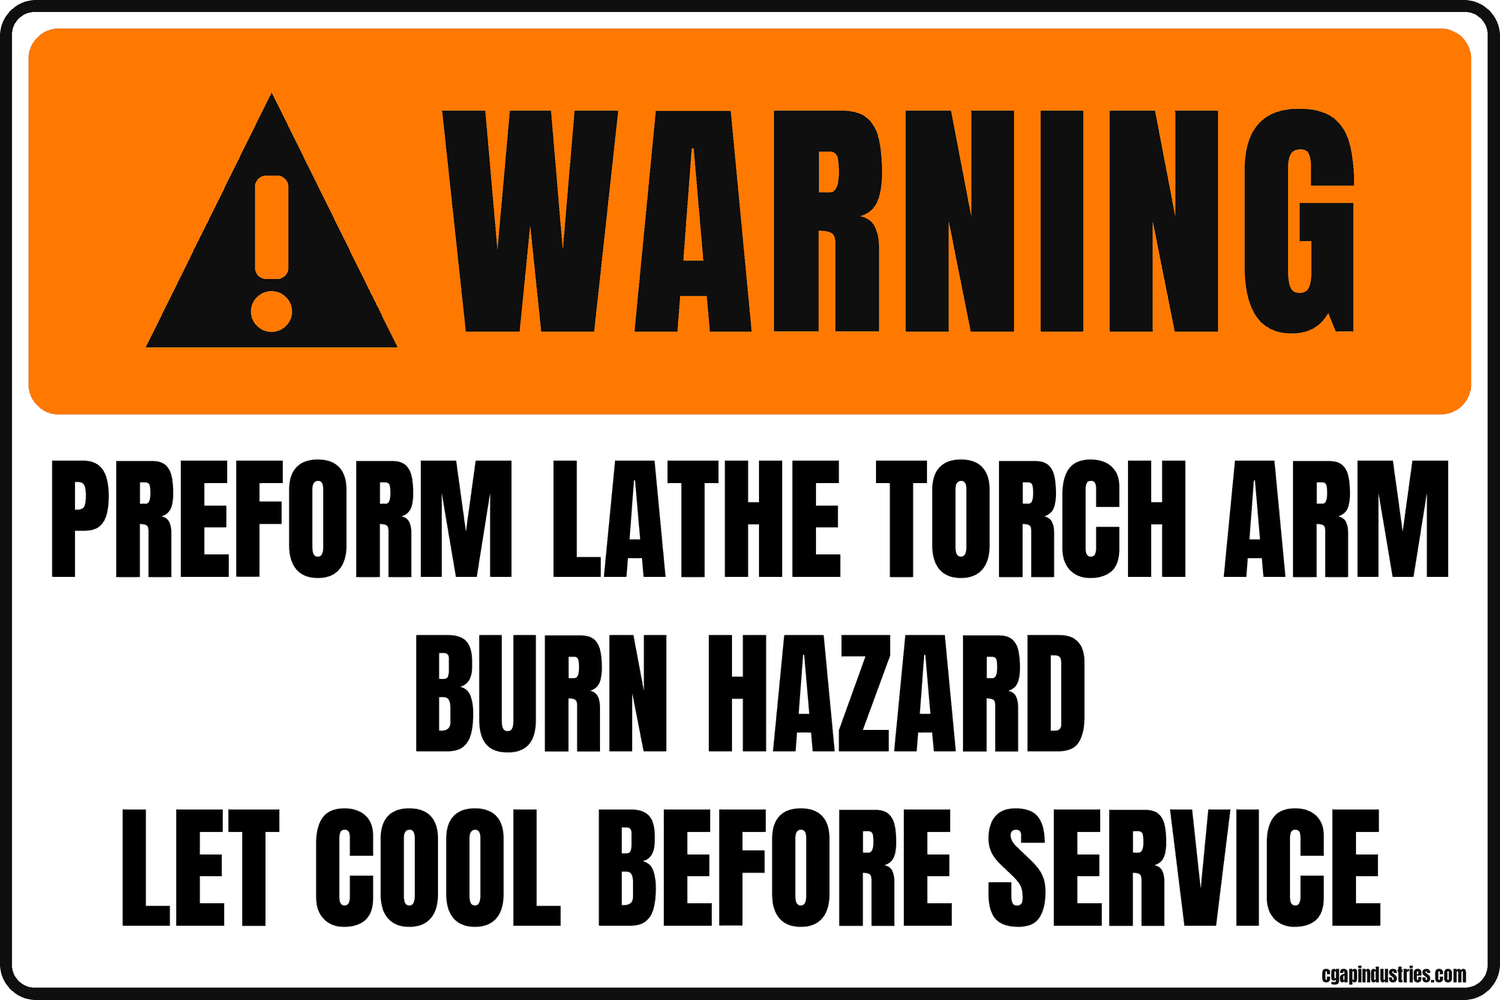 WARNING
PREFORM LATHE TORCH ARM
BURN HAZARD
LET COOL BEFORE SERVICE
cgapindustries.com